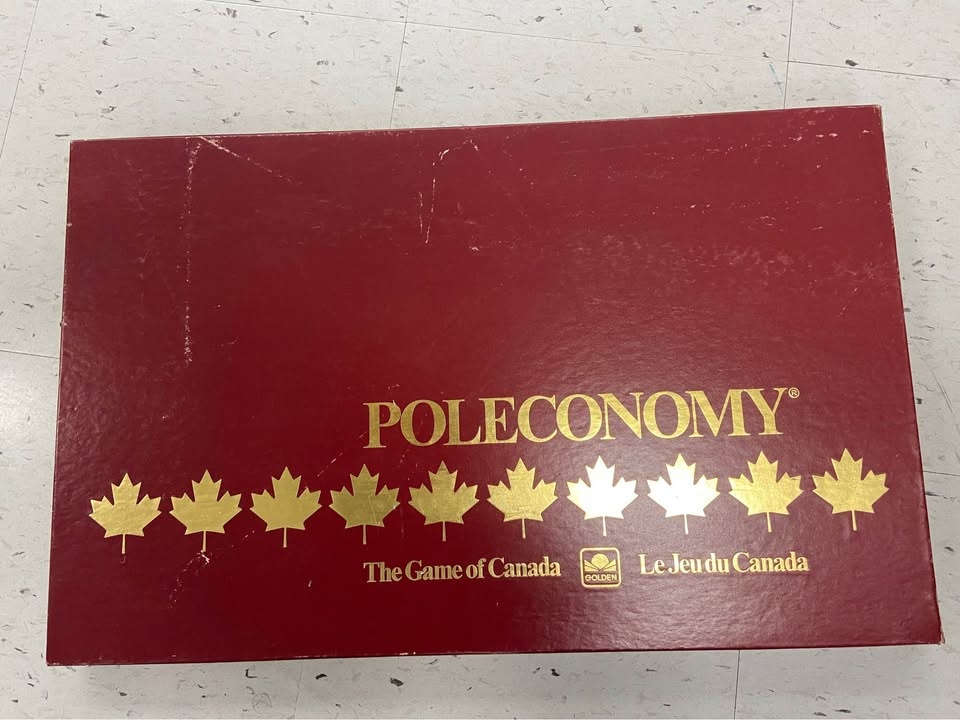 POLECONOMY®
The Game of Canada GOLDEN Le Jeu du Canada